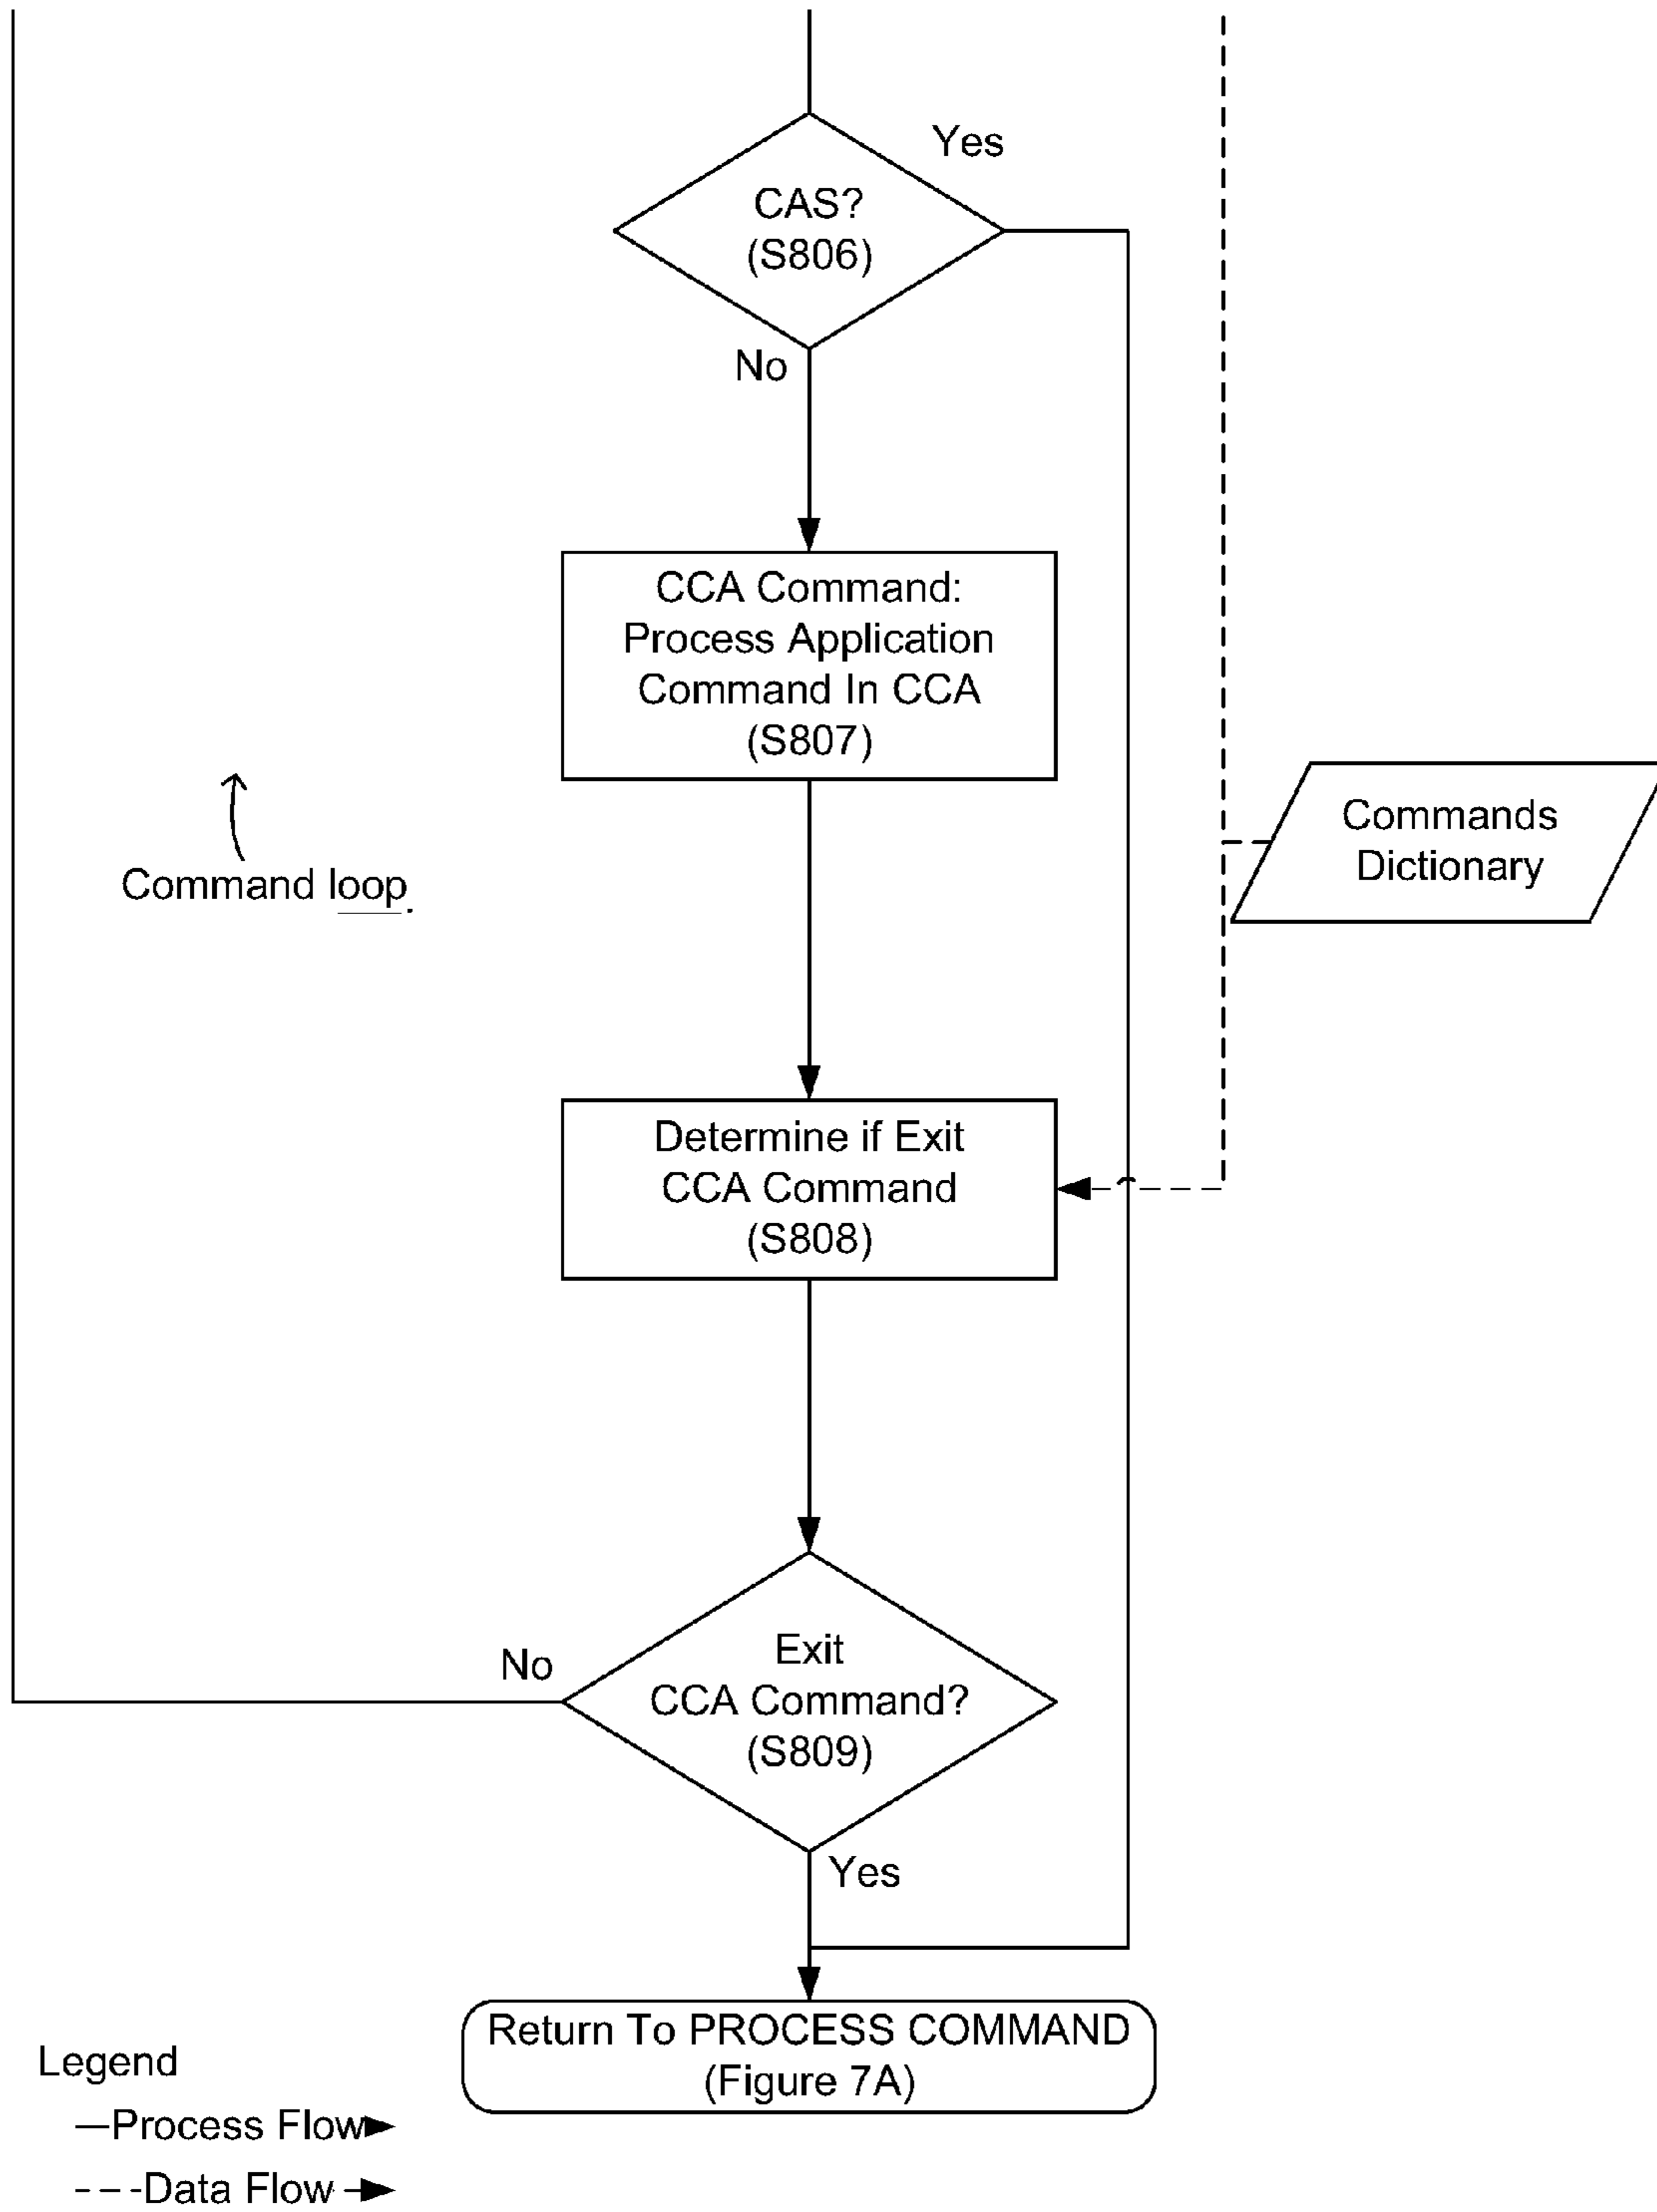 Yes
CAS?
(S806)
No
CCA Command:
Process Application
Command In CCA
(S807)
Commands
Dictionary
Command loop.
Determine if Exit
CCA Command
(S808)
No
Exit
CCA Command?
(S809)
Yes
Return To PROCESS COMMAND
(Figure 7A)
Legend
Process Flow
Data Flow